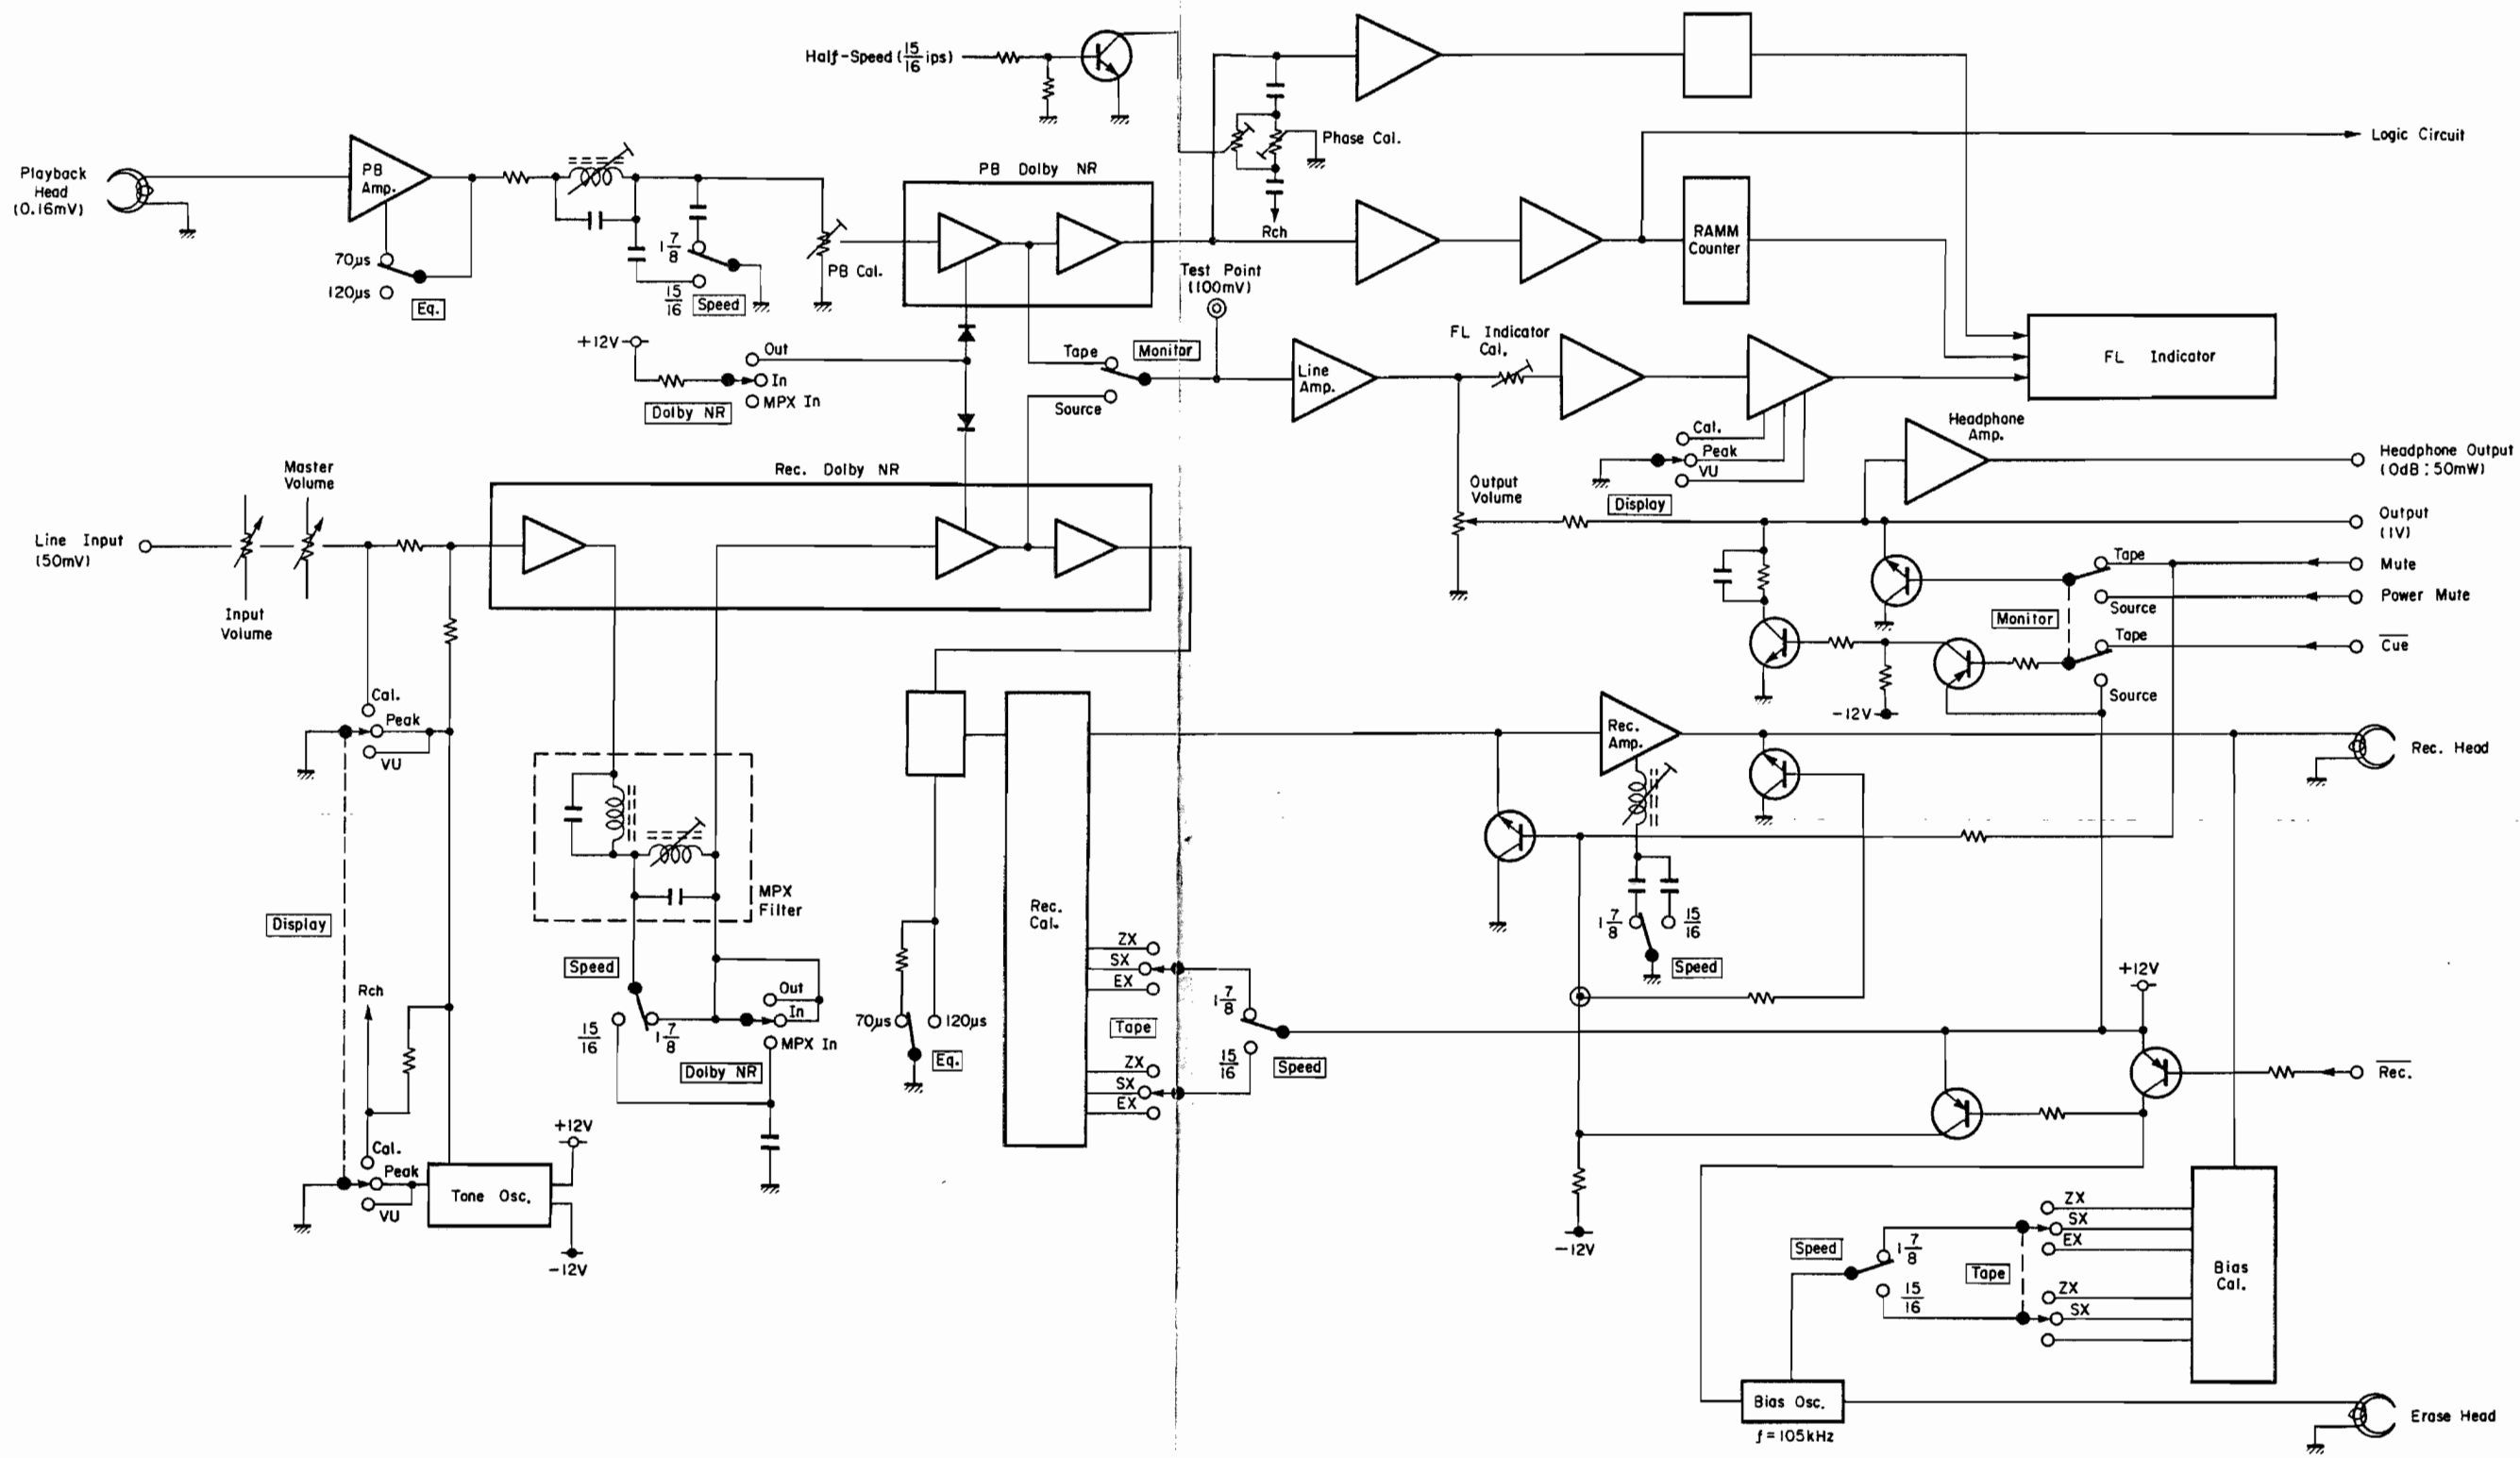 Half-Speed (15/16 ips)
Playback
Head
(0.16mV)
PB
Amp.
70µs
120µs
Eq.
1 7/8
15/16
Speed
PB Cal.
PB Dolby NR
Phase Cal.
Rch
Logic Circuit
RAMM
Counter
Test Point
(100mV)
+12V
Out
In
MPX In
Dolby NR
Tape
Monitor
Source
Line
Amp.
FL Indicator
Cal.
FL Indicator
Cal.
Peak
VU
Display
Headphone
Amp.
Headphone Output
(0dB : 50mW)
Output
Volume
Output
(1V)
Master
Volume
Rec. Dolby NR
Line Input
(50mV)
Input
Volume
Tape
Mute
Source
Power Mute
Monitor
Tape
Cue
Source
-12V
Cal.
Peak
VU
Display
MPX
Filter
Speed
15/16
1 7/8
Out
In
MPX In
Dolby NR
70µs
120µs
Eq.
Rec.
Cal.
ZX
SX
EX
Tape
ZX
SX
EX
1 7/8
15/16
Speed
Rec.
Amp.
Rec. Head
1 7/8
15/16
Speed
+12V
Rec.
-12V
Rch
Cal.
Peak
VU
Tone Osc.
+12V
-12V
Speed
1 7/8
15/16
Tape
ZX
SX
EX
ZX
SX
Bias
Cal.
Bias Osc.
f = 105kHz
Erase Head